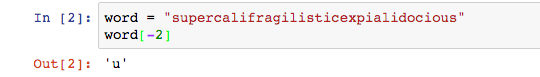 In [2]: word = "supercalifragilisticexpialidocious"
word[-2]
Out[2]: 'u'